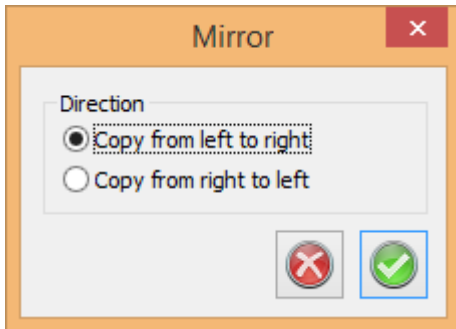 Mirror
Direction
Copy from left to right
Copy from right to left